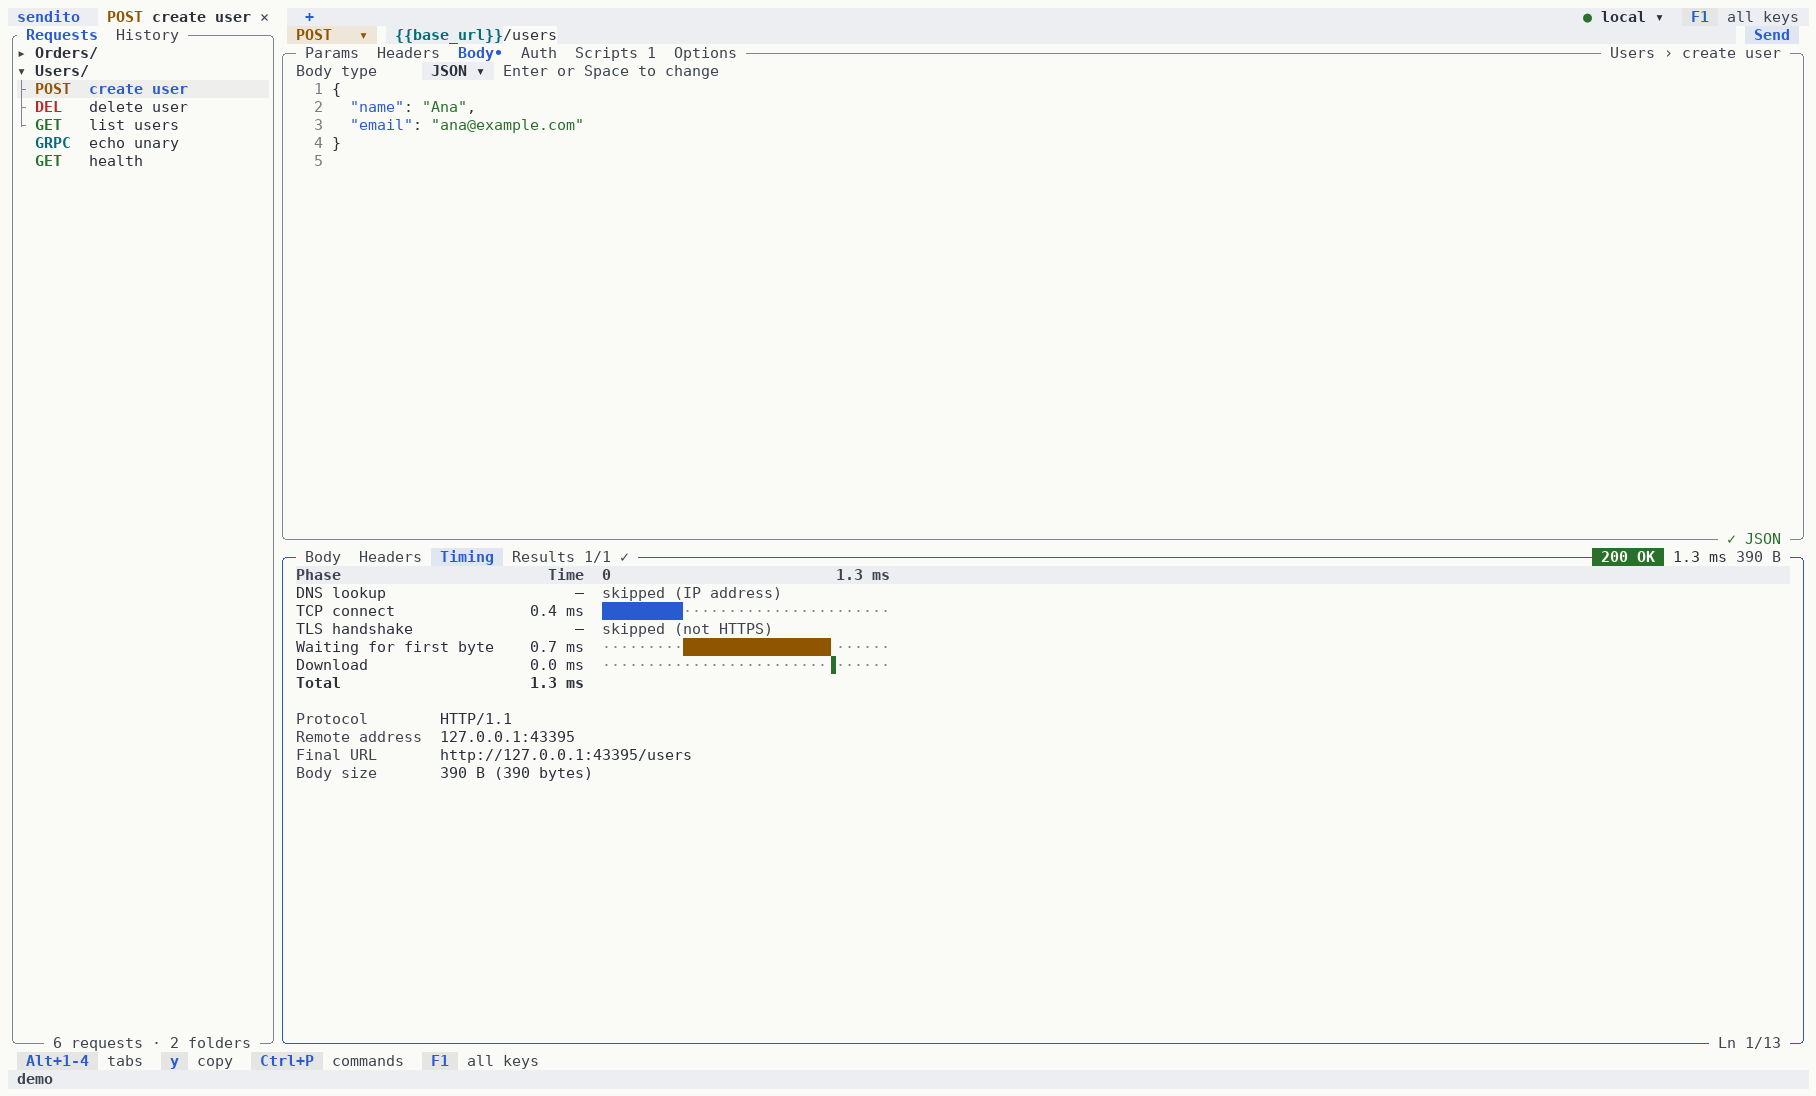 sendito POST create user × + ● local ▾ F1 all keys
Requests History POST ▾ {{base_url}}/users Send
▸ Orders/ Params Headers Body• Auth Scripts 1 Options Users › create user
▾ Users/ Body type JSON ▾ Enter or Space to change
POST create user 1 {
DEL delete user 2 "name": "Ana",
GET list users 3 "email": "ana@example.com"
GRPC echo unary 4 }
GET health 5
✓ JSON
Body Headers Timing Results 1/1 ✓ 200 OK 1.3 ms 390 B
Phase Time 0 1.3 ms
DNS lookup — skipped (IP address)
TCP connect 0.4 ms
TLS handshake — skipped (not HTTPS)
Waiting for first byte 0.7 ms
Download 0.0 ms
Total 1.3 ms
Protocol HTTP/1.1
Remote address 127.0.0.1:43395
Final URL http://127.0.0.1:43395/users
Body size 390 B (390 bytes)
6 requests · 2 folders Ln 1/13
Alt+1-4 tabs y copy Ctrl+P commands F1 all keys
demo